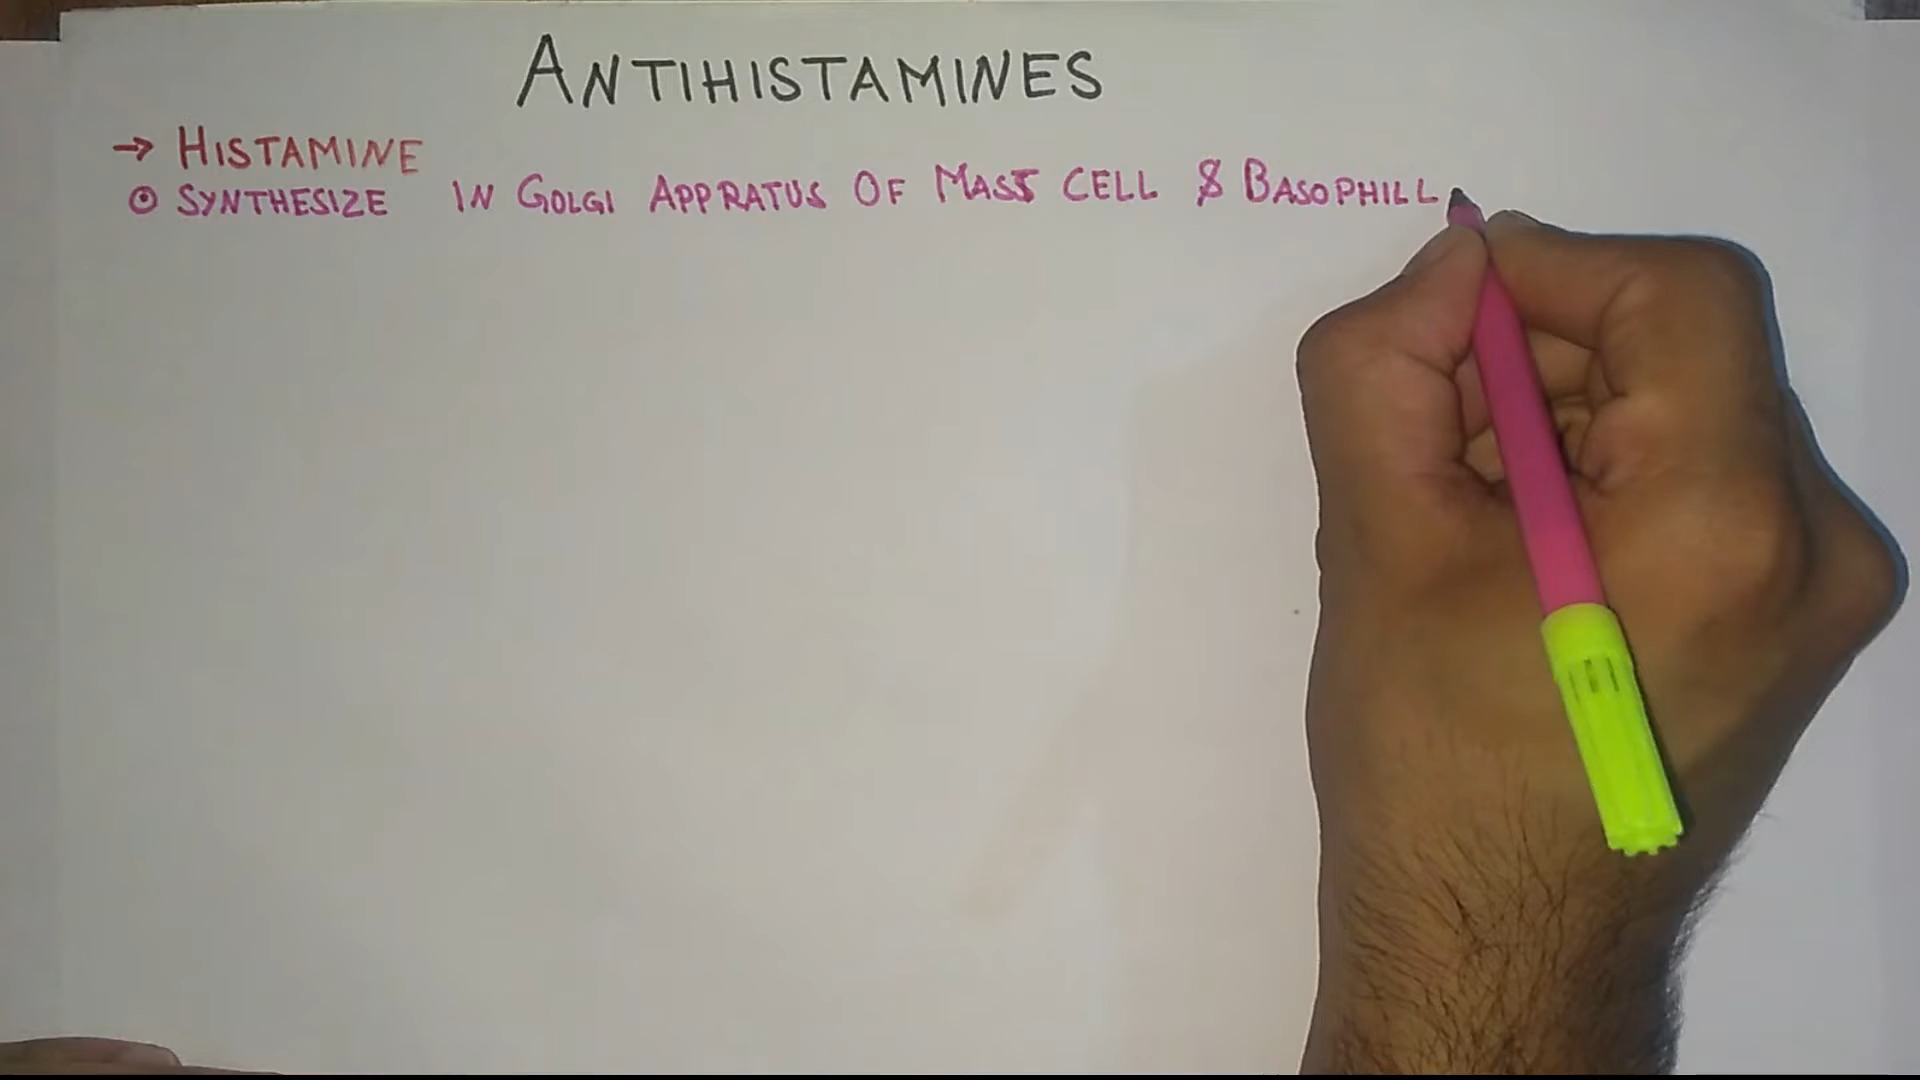 ANTIHISTAMINES
→ HISTAMINE
⊙ SYNTHESIZE IN GOLGI APPRATUS OF MAST CELL & BASOPHILL